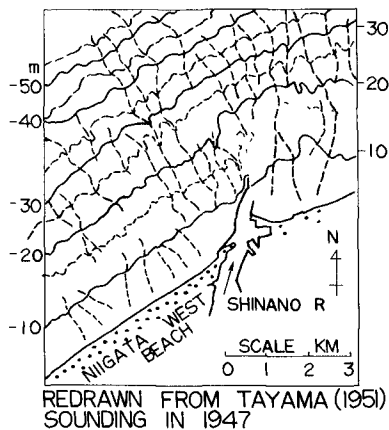 m
-50
-40
-30
-20
-10
30
20
10
N
NIIGATA WEST
BEACH
SHINANO R
SCALE KM
0 1 2 3
REDRAWN FROM TAYAMA (1951)
SOUNDING IN 1947